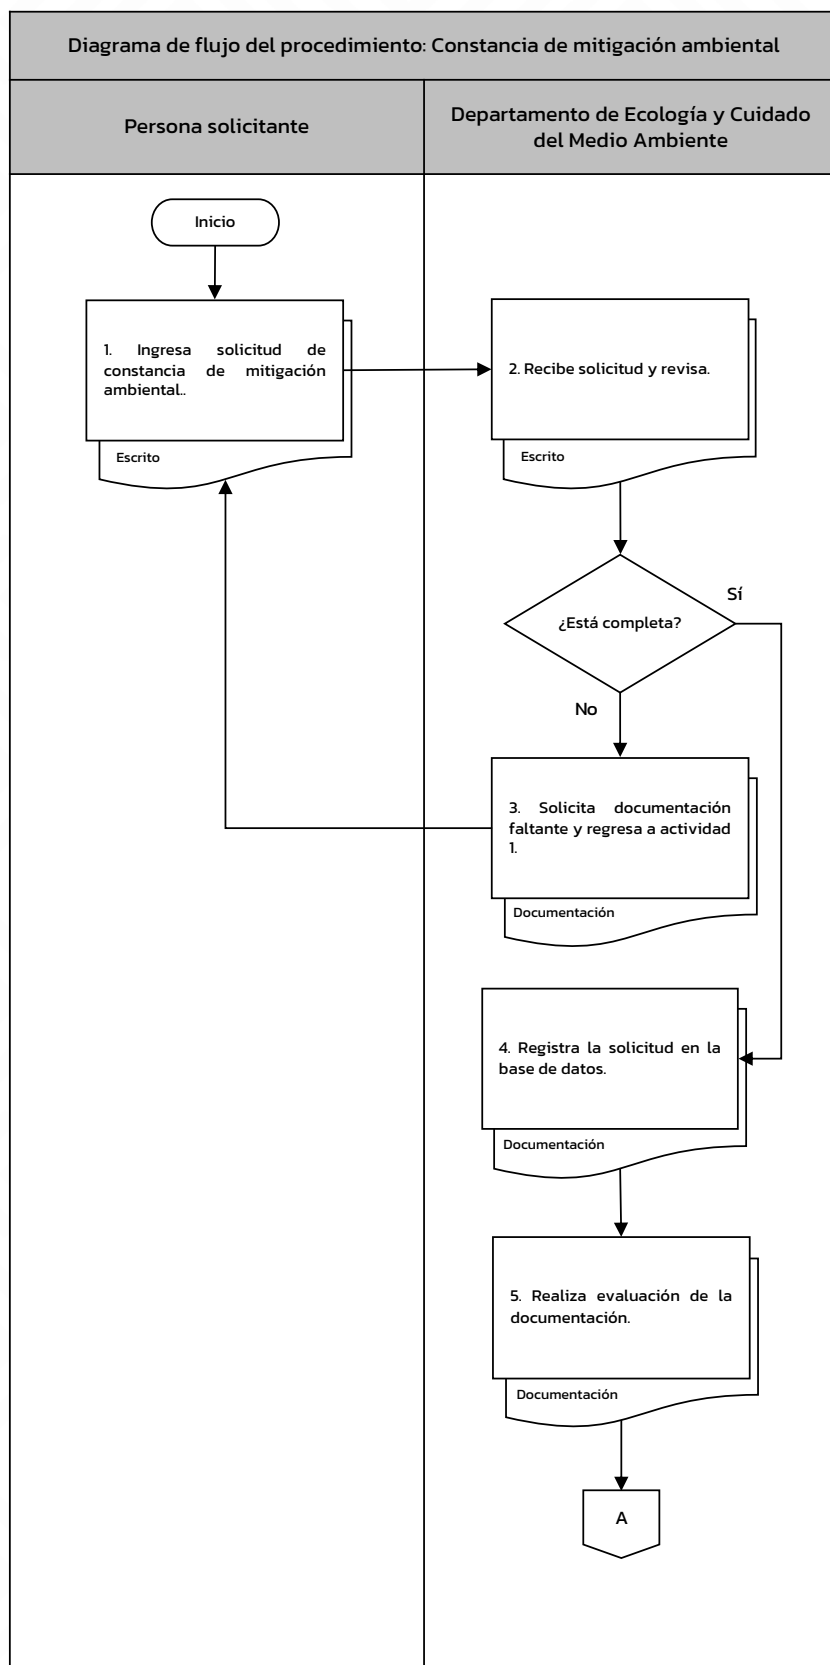 Diagrama de flujo del procedimiento: Constancia de mitigación ambiental
Persona solicitante
Departamento de Ecología y Cuidado
del Medio Ambiente
Inicio
1. Ingresa solicitud de
constancia de mitigación
ambiental..
Escrito
2. Recibe solicitud y revisa.
Escrito
¿Está completa?
Sí
No
3. Solicita documentación
faltante y regresa a actividad
1.
Documentación
4. Registra la solicitud en la
base de datos.
Documentación
5. Realiza evaluación de la
documentación.
Documentación
A